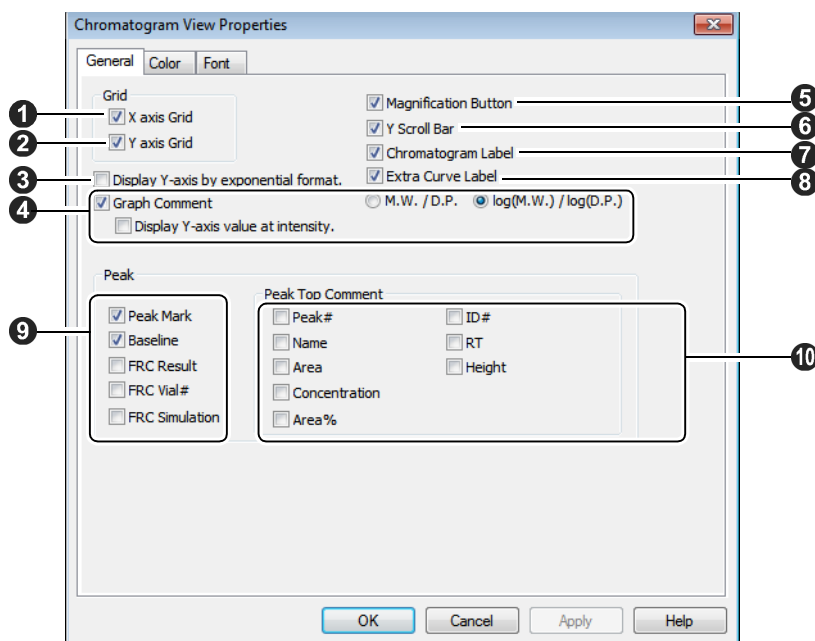 Chromatogram View Properties
General Color Font
Grid
1 X axis Grid
2 Y axis Grid
3 Display Y-axis by exponential format.
4 Graph Comment
Display Y-axis value at intensity.
Magnification Button 5
Y Scroll Bar 6
Chromatogram Label 7
Extra Curve Label 8
M.W. / D.P. log(M.W.) / log(D.P.)
Peak
9 Peak Mark
Baseline
FRC Result
FRC Vial#
FRC Simulation
Peak Top Comment
Peak# ID#
Name RT
Area Height
Concentration
Area%
10
OK Cancel Apply Help